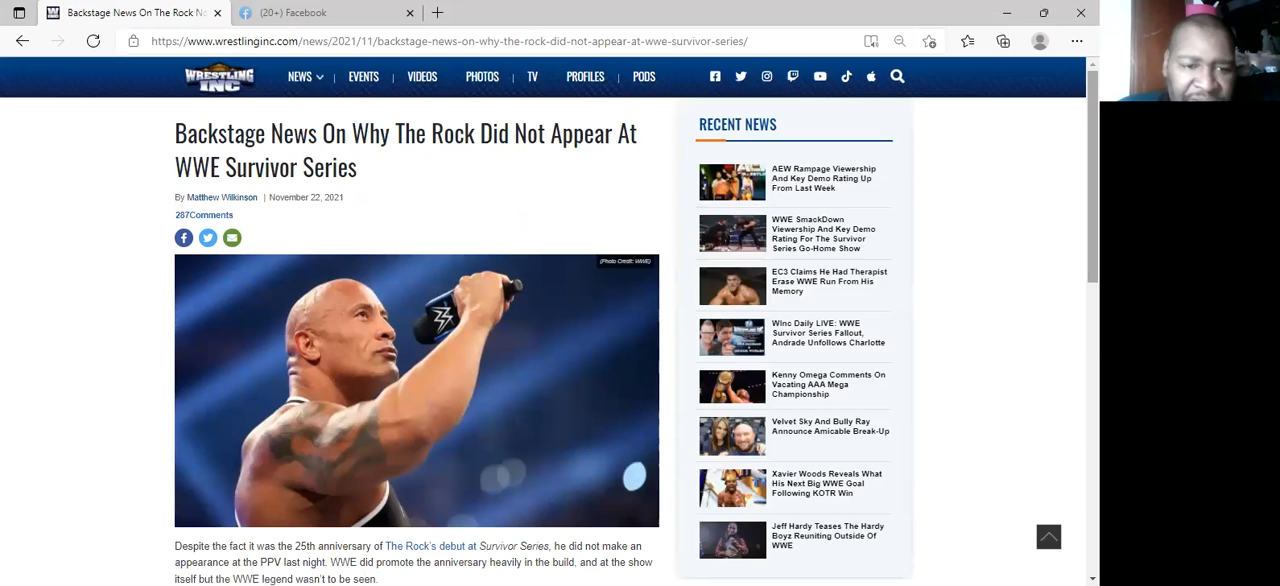 Backstage News On The Rock No
(20+) Facebook
https://www.wrestlinginc.com/news/2021/11/backstage-news-on-why-the-rock-did-not-appear-at-wwe-survivor-series/
WRESTLING
INC
NEWS
EVENTS
VIDEOS
PHOTOS
TV
PROFILES
PODS
Backstage News On Why The Rock Did Not Appear At
WWE Survivor Series
By Matthew Wilkinson | November 22, 2021
287Comments
(Photo Credit: WWE)
Despite the fact it was the 25th anniversary of The Rock's debut at Survivor Series, he did not make an
appearance at the PPV last night. WWE did promote the anniversary heavily in the build, and at the show
itself but the WWE legend wasn't to be seen.
RECENT NEWS
AEW Rampage Viewership
And Key Demo Rating Up
From Last Week
WWE SmackDown
Viewership And Key Demo
Rating For The Survivor
Series Go-Home Show
EC3 Claims He Had Therapist
Erase WWE Run From His
Memory
WInc Daily LIVE: WWE
Survivor Series Fallout,
Andrade Unfollows Charlotte
Kenny Omega Comments On
Vacating AAA Mega
Championship
Velvet Sky And Bully Ray
Announce Amicable Break-Up
Xavier Woods Reveals What
His Next Big WWE Goal
Following KOTR Win
Jeff Hardy Teases The Hardy
Boyz Reuniting Outside Of
WWE